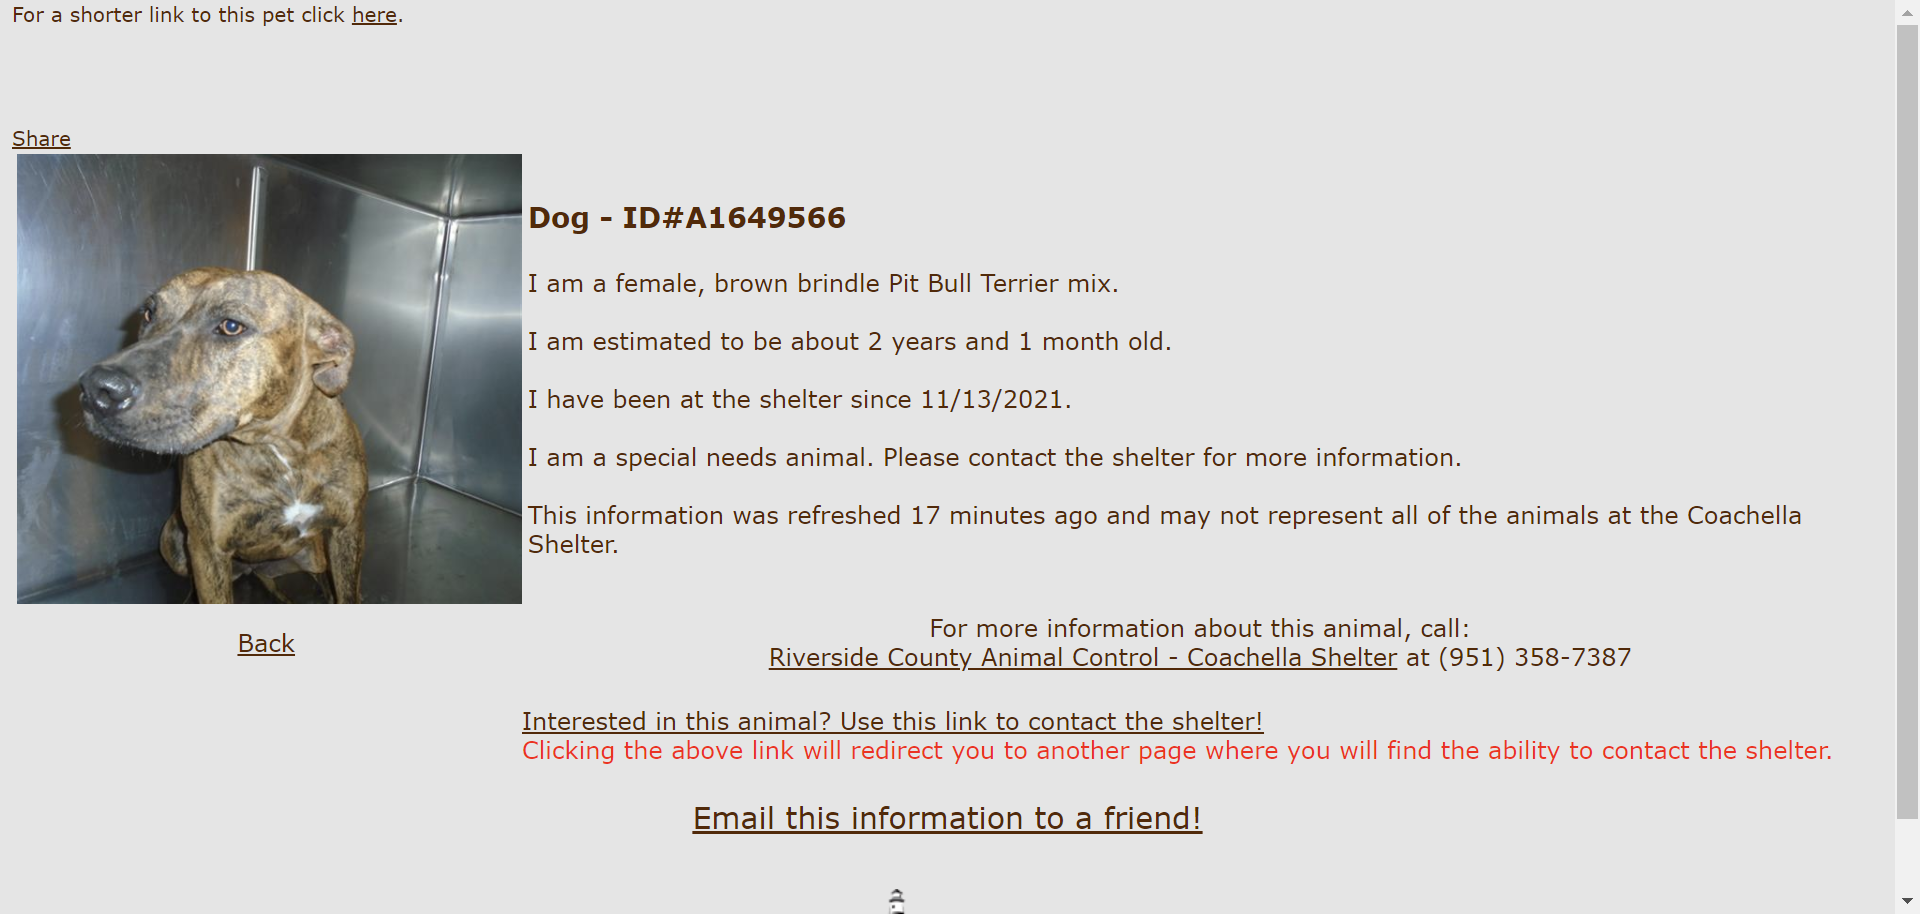 For a shorter link to this pet click here.
Share
Dog - ID#A1649566
I am a female, brown brindle Pit Bull Terrier mix.
I am estimated to be about 2 years and 1 month old.
I have been at the shelter since 11/13/2021.
I am a special needs animal. Please contact the shelter for more information.
This information was refreshed 17 minutes ago and may not represent all of the animals at the Coachella
Shelter.
Back
For more information about this animal, call:
Riverside County Animal Control - Coachella Shelter at (951) 358-7387
Interested in this animal? Use this link to contact the shelter!
Clicking the above link will redirect you to another page where you will find the ability to contact the shelter.
Email this information to a friend!